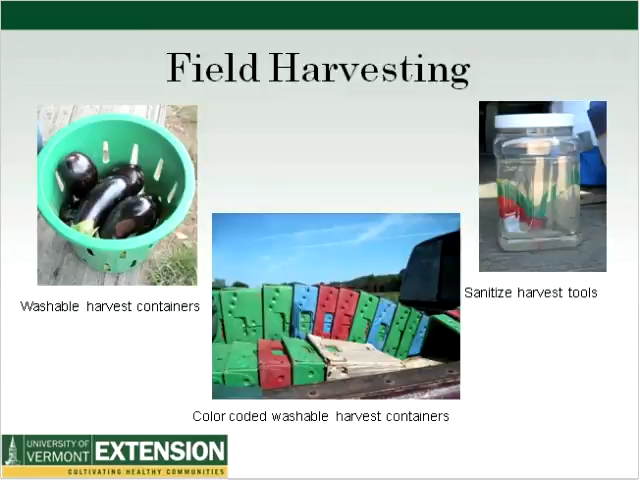 Field Harvesting
Washable harvest containers
Sanitize harvest tools
Color coded washable harvest containers
UNIVERSITY OF
VERMONT
EXTENSION
CULTIVATING HEALTHY COMMUNITIES